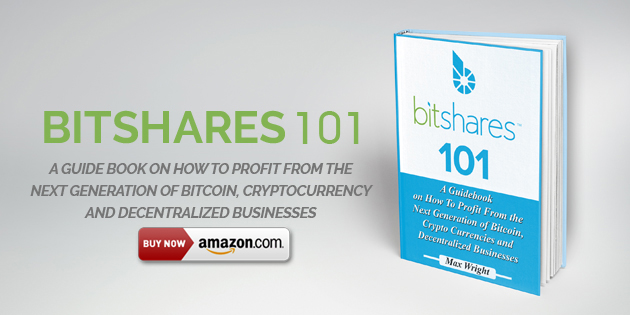 BITSHARES 101
A GUIDE BOOK ON HOW TO PROFIT FROM THE
NEXT GENERATION OF BITCOIN, CRYPTOCURRENCY
AND DECENTRALIZED BUSINESSES
BUY NOW amazon.com.
bitshares™
101
A Guidebook
on How To Profit From the
Next Generation of Bitcoin,
Crypto Currencies and
Decentralized Businesses
Max Wright